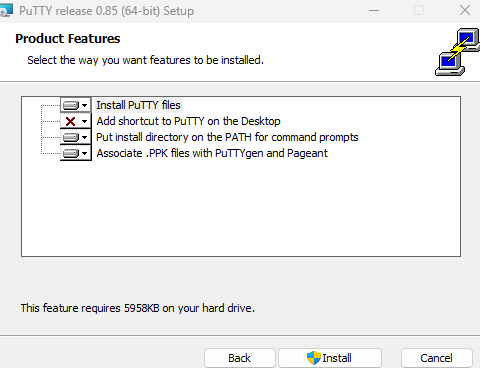 PuTTY release 0.85 (64-bit) Setup
Product Features
Select the way you want features to be installed.
Install PuTTY files
Add shortcut to PuTTY on the Desktop
Put install directory on the PATH for command prompts
Associate .PPK files with PuTTYgen and Pageant
This feature requires 5958KB on your hard drive.
Back
Install
Cancel